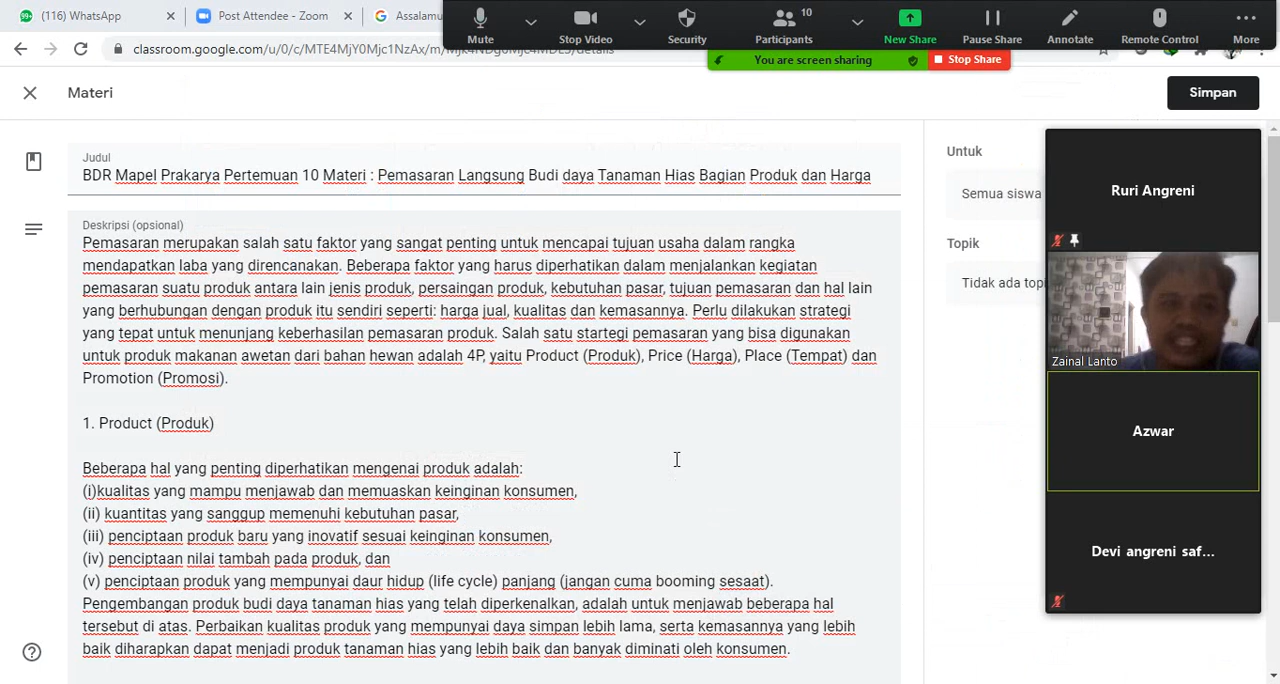 (116) WhatsApp
Post Attendee - Zoom
Assalamu
Mute
Stop Video
Security
10
Participants
New Share
Pause Share
Annotate
Remote Control
More
classroom.google.com/u/0/c/MTE4MjY0Mjc1NzAx/m/
You are screen sharing
Stop Share
Materi
Simpan
Judul
BDR Mapel Prakarya Pertemuan 10 Materi : Pemasaran Langsung Budi daya Tanaman Hias Bagian Produk dan Harga
Deskripsi (opsional)
Pemasaran merupakan salah satu faktor yang sangat penting untuk mencapai tujuan usaha dalam rangka
mendapatkan laba yang direncanakan. Beberapa faktor yang harus diperhatikan dalam menjalankan kegiatan
pemasaran suatu produk antara lain jenis produk, persaingan produk, kebutuhan pasar, tujuan pemasaran dan hal lain
yang berhubungan dengan produk itu sendiri seperti: harga jual, kualitas dan kemasannya. Perlu dilakukan strategi
yang tepat untuk menunjang keberhasilan pemasaran produk. Salah satu startegi pemasaran yang bisa digunakan
untuk produk makanan awetan dari bahan hewan adalah 4P, yaitu Product (Produk), Price (Harga), Place (Tempat) dan
Promotion (Promosi).
1. Product (Produk)
Beberapa hal yang penting diperhatikan mengenai produk adalah:
(i)kualitas yang mampu menjawab dan memuaskan keinginan konsumen,
(ii) kuantitas yang sanggup memenuhi kebutuhan pasar,
(iii) penciptaan produk baru yang inovatif sesuai keinginan konsumen,
(iv) penciptaan nilai tambah pada produk, dan
(v) penciptaan produk yang mempunyai daur hidup (life cycle) panjang (jangan cuma booming sesaat).
Pengembangan produk budi daya tanaman hias yang telah diperkenalkan, adalah untuk menjawab beberapa hal
tersebut di atas. Perbaikan kualitas produk yang mempunyai daya simpan lebih lama, serta kemasannya yang lebih
baik diharapkan dapat menjadi produk tanaman hias yang lebih baik dan banyak diminati oleh konsumen.
Untuk
Semua siswa
Topik
Tidak ada topi
Ruri Angreni
Zainal Lanto
Azwar
Devi angreni saf...